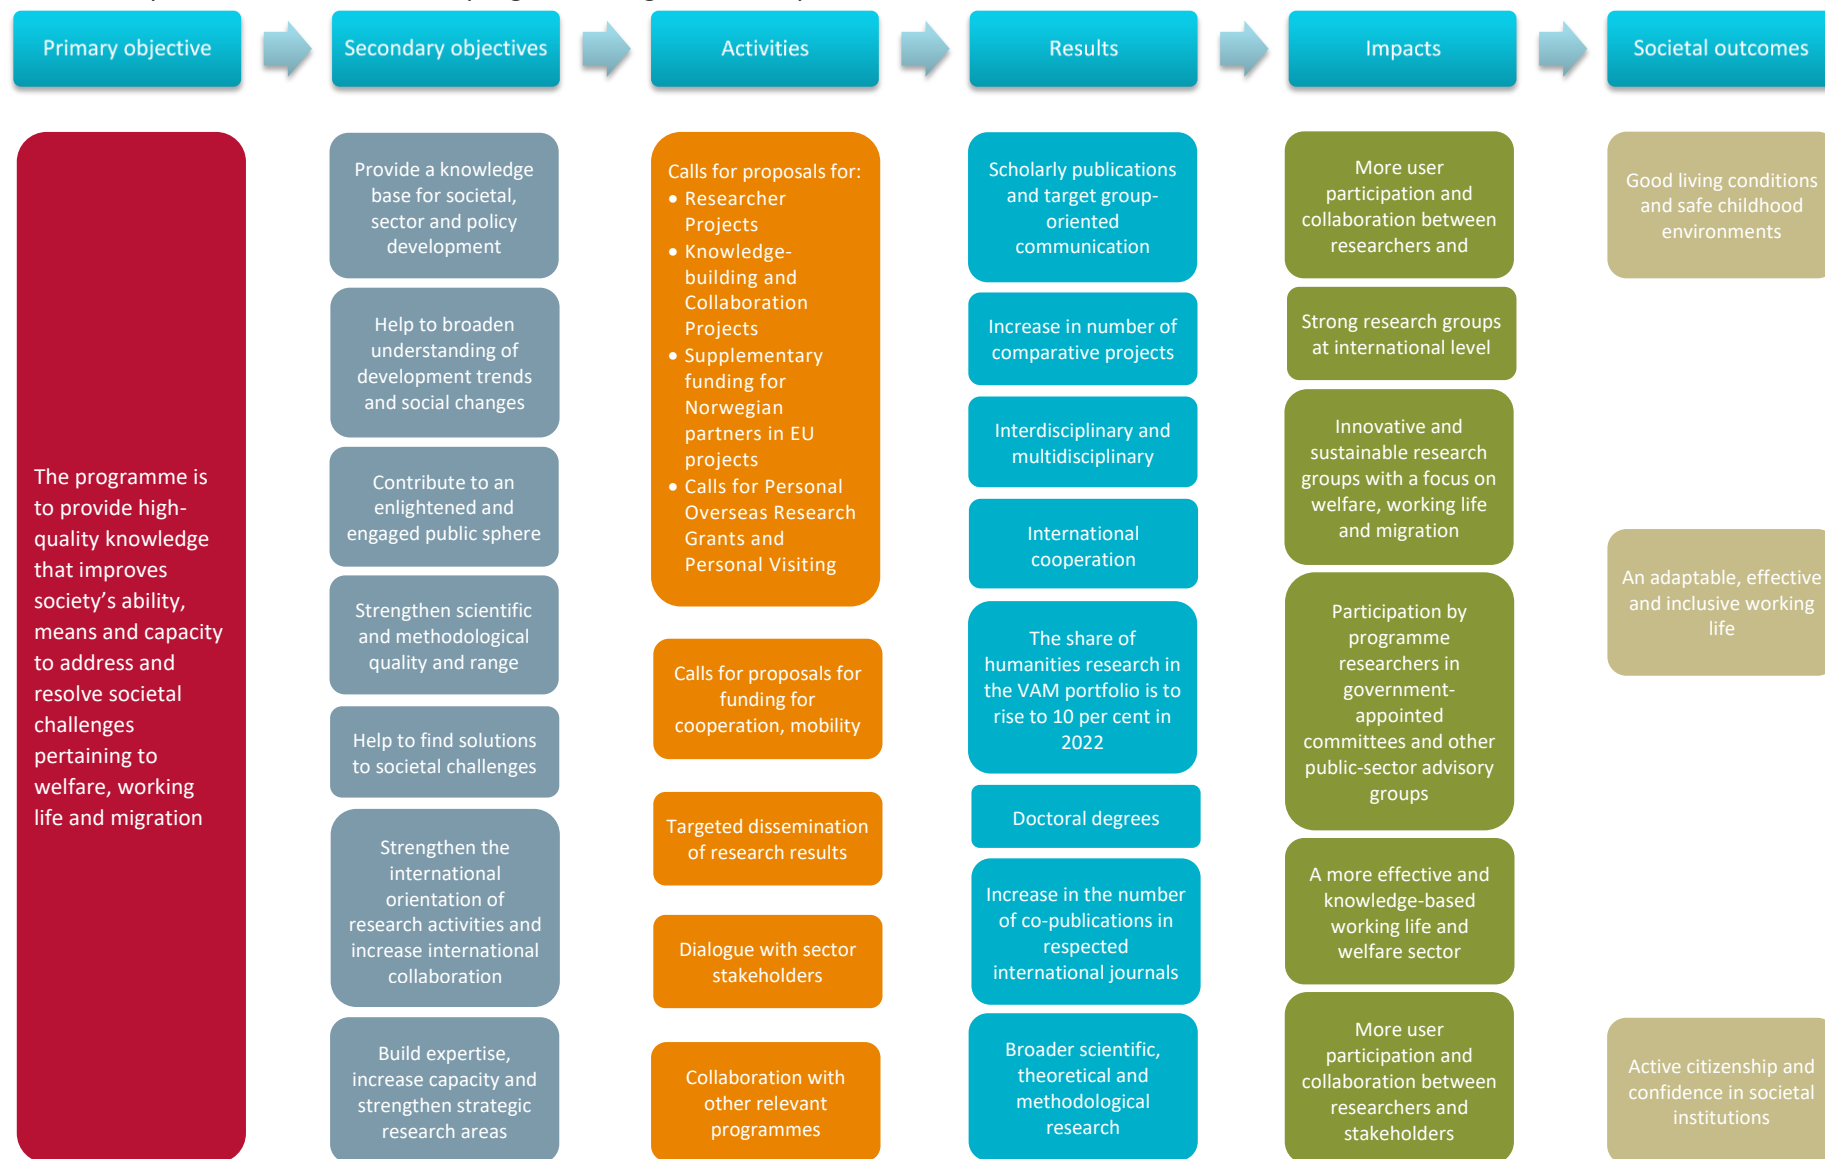 Primary objective
Secondary objectives
Activities
Results
Impacts
Societal outcomes
The programme is
to provide high-
quality knowledge
that improves
society's ability,
means and capacity
to address and
resolve societal
challenges
pertaining to
welfare, working
life and migration
Provide a knowledge
base for societal,
sector and policy
development
Help to broaden
understanding of
development trends
and social changes
Contribute to an
enlightened and
engaged public sphere
Strengthen scientific
and methodological
quality and range
Help to find solutions
to societal challenges
Strengthen the
international
orientation of
research activities and
increase international
collaboration
Build expertise,
increase capacity and
strengthen strategic
research areas
Calls for proposals for:
• Researcher
Projects
• Knowledge-
building and
Collaboration
Projects
• Supplementary
funding for
Norwegian
partners in EU
projects
• Calls for Personal
Overseas Research
Grants and
Personal Visiting
Calls for proposals for
funding for
cooperation, mobility
Targeted dissemination
of research results
Dialogue with sector
stakeholders
Collaboration with
other relevant
programmes
Scholarly publications
and target group-
oriented
communication
Increase in number of
comparative projects
Interdisciplinary and
multidisciplinary
International
cooperation
The share of
humanities research in
the VAM portfolio is to
rise to 10 per cent in
2022
Doctoral degrees
Increase in the number
of co-publications in
respected
international journals
Broader scientific,
theoretical and
methodological
research
More user
participation and
collaboration between
researchers and
Strong research groups
at international level
Innovative and
sustainable research
groups with a focus on
welfare, working life
and migration
Participation by
programme
researchers in
government-
appointed
committees and other
public-sector advisory
groups
A more effective and
knowledge-based
working life and
welfare sector
More user
participation and
collaboration between
researchers and
stakeholders
Good living conditions
and safe childhood
environments
An adaptable, effective
and inclusive working
life
Active citizenship and
confidence in societal
institutions